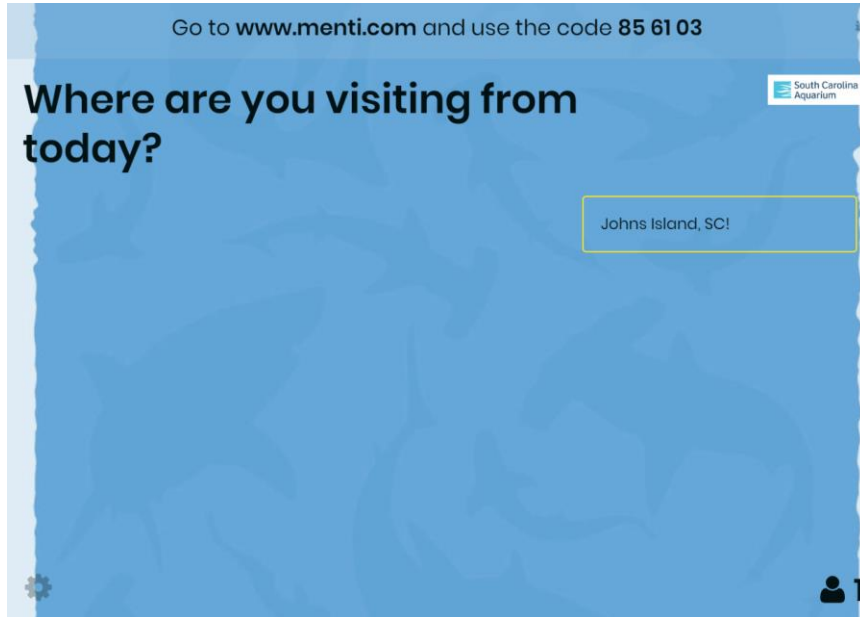 Go to www.menti.com and use the code 85 61 03
Where are you visiting from
today?
South Carolina
Aquarium
Johns Island, SC!
1